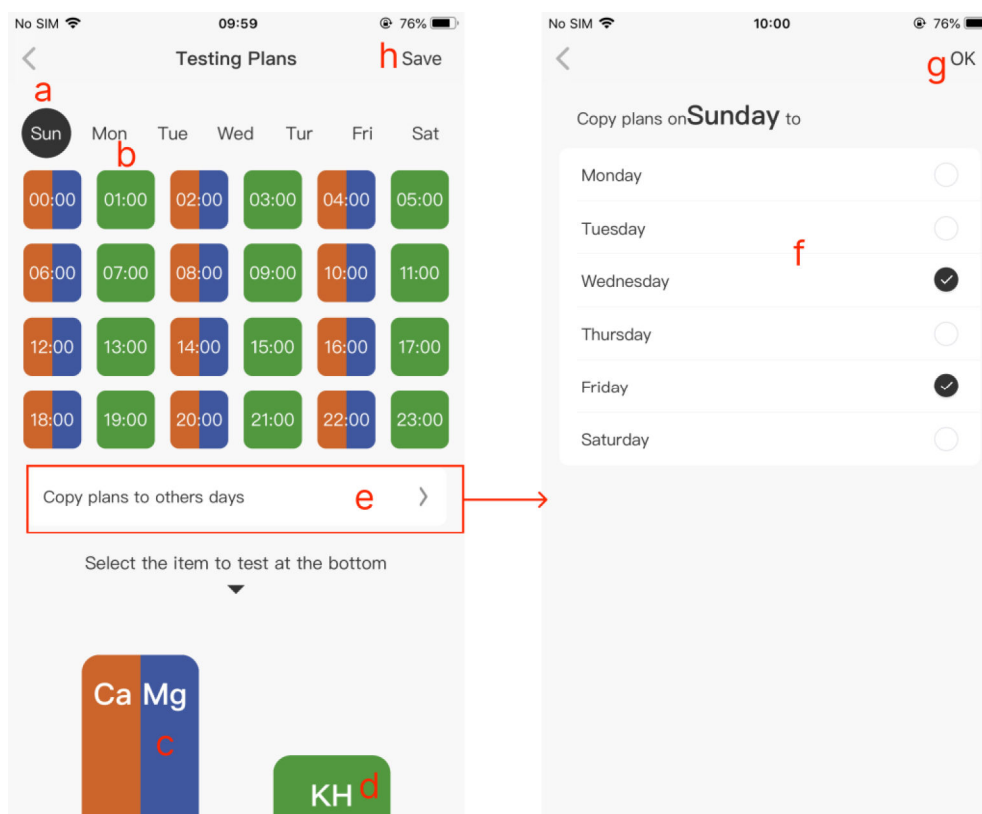 No SIM 09:59 76%
Testing Plans h Save
a
Sun Mon Tue Wed Tur Fri Sat
b
00:00 01:00 02:00 03:00 04:00 05:00
06:00 07:00 08:00 09:00 10:00 11:00
12:00 13:00 14:00 15:00 16:00 17:00
18:00 19:00 20:00 21:00 22:00 23:00
Copy plans to others days e
Select the item to test at the bottom
Ca Mg
c
KH d
No SIM 10:00 76%
g OK
Copy plans onSunday to
Monday
Tuesday
f
Wednesday
Thursday
Friday
Saturday